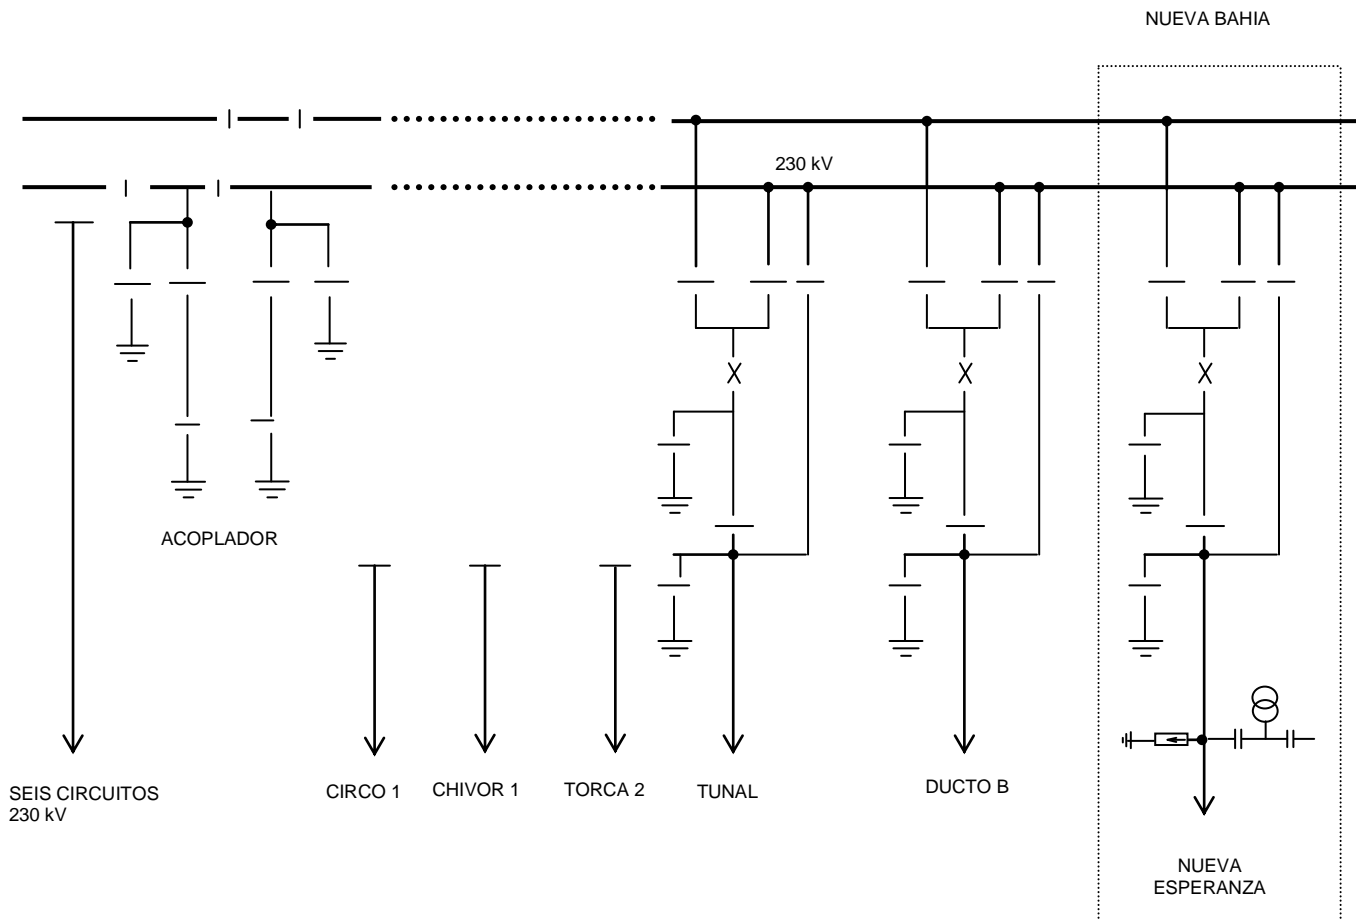 NUEVA BAHIA
230 kV
ACOPLADOR
SEIS CIRCUITOS
230 kV
CIRCO 1
CHIVOR 1
TORCA 2
TUNAL
DUCTO B
NUEVA
ESPERANZA